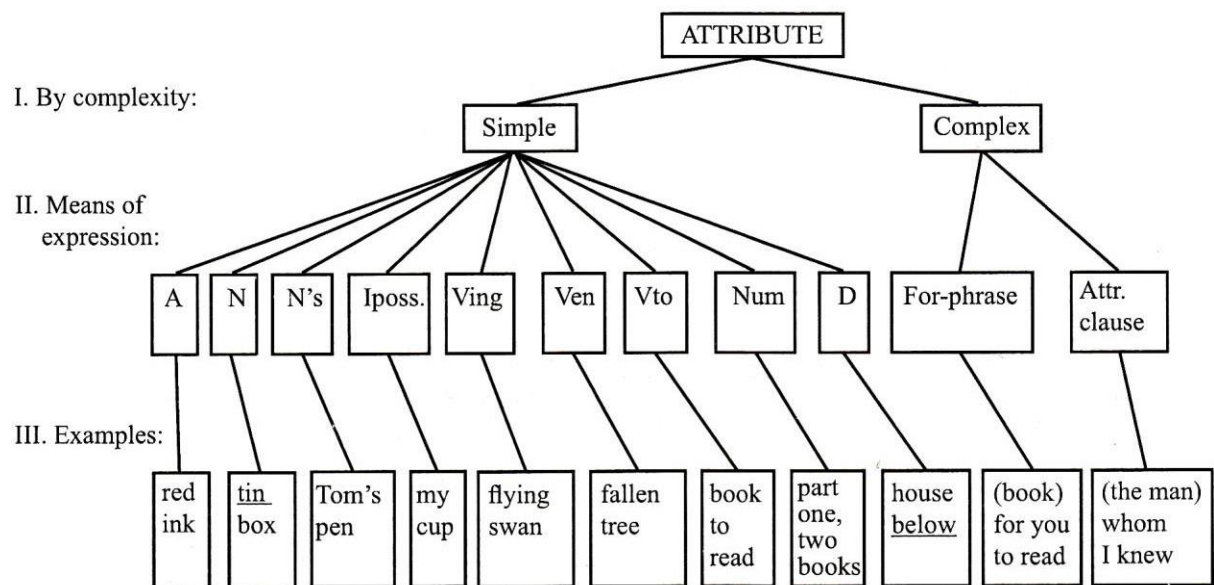 ATTRIBUTE
I. By complexity:
Simple
Complex
II. Means of
expression:
A
N
N's
Iposs.
Ving
Ven
Vto
Num
D
For-phrase
Attr.
clause
III. Examples:
red
ink
tin
box
Tom's
pen
my
cup
flying
swan
fallen
tree
book
to
read
part
one,
two
books
house
below
(book)
for you
to read
(the man)
whom
I knew